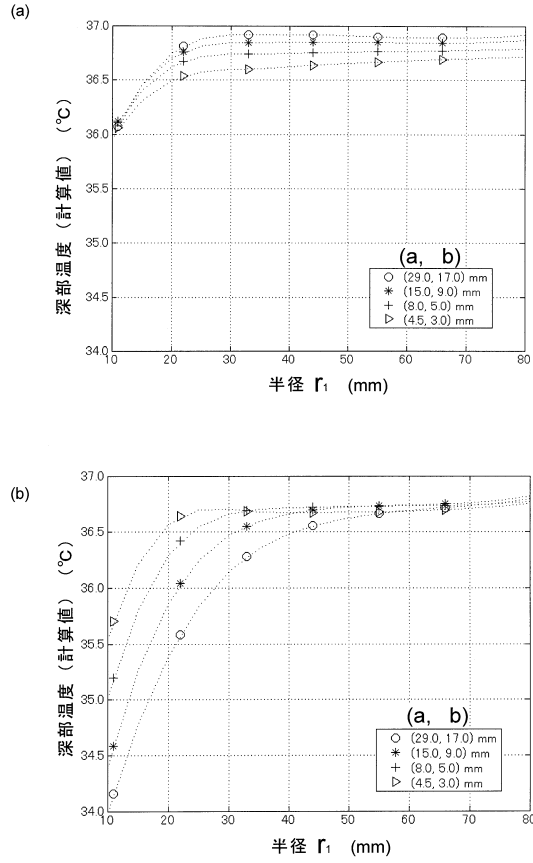 (a)
深部温度（計算値）（℃）
37.0
36.5
36.0
35.5
35.0
34.5
34.0
10 20 30 40 50 60 70 80
半径 r₁ (mm)
(a, b)
(29.0, 17.0) mm
(15.0, 9.0) mm
(8.0, 5.0) mm
(4.5, 3.0) mm
(b)
深部温度（計算値）（℃）
37.0
36.5
36.0
35.5
35.0
34.5
34.0
10 20 30 40 50 60 70 80
半径 r₁ (mm)
(a, b)
(29.0, 17.0) mm
(15.0, 9.0) mm
(8.0, 5.0) mm
(4.5, 3.0) mm